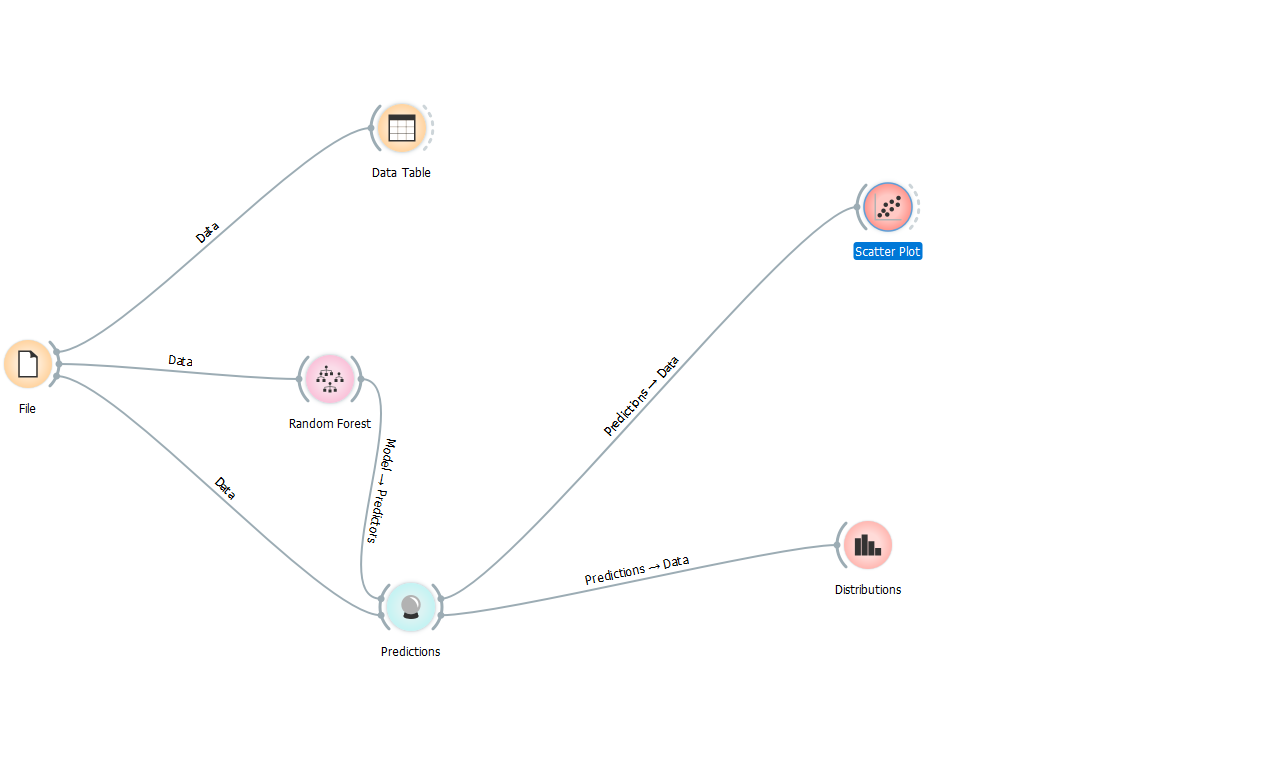 Data Table
Data
Scatter Plot
Data
File
Random Forest
Predictions → Data
Model → Predictors
Data
Predictions → Data
Distributions
Predictions